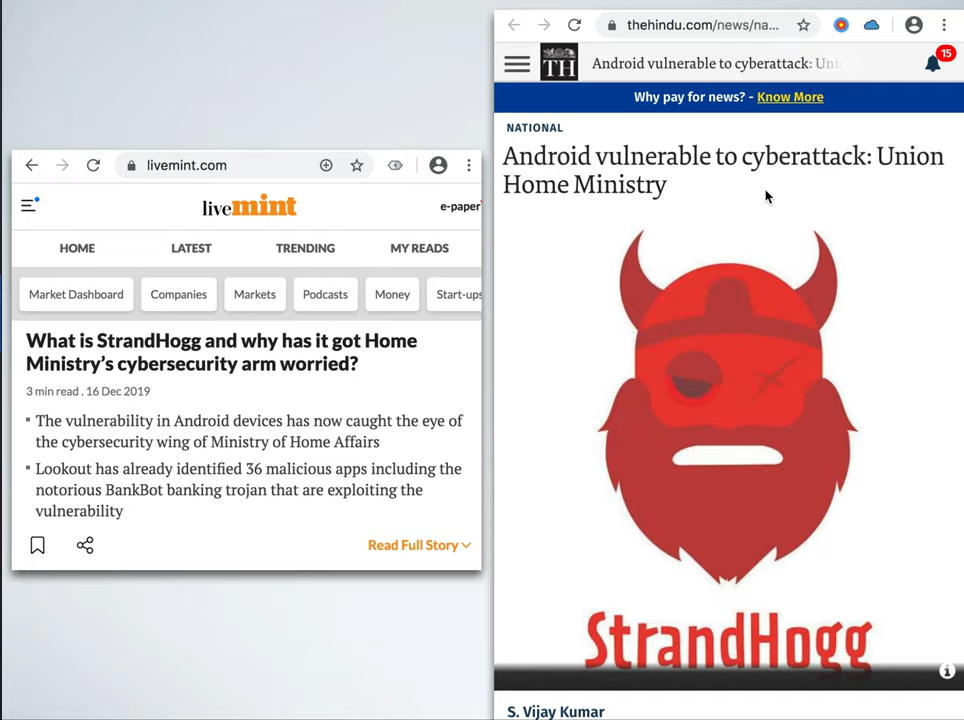 livemint.com
livemint
e-paper
HOME LATEST TRENDING MY READS
Market Dashboard Companies Markets Podcasts Money Start-ups
What is StrandHogg and why has it got Home
Ministry’s cybersecurity arm worried?
3 min read . 16 Dec 2019
▪ The vulnerability in Android devices has now caught the eye of
the cybersecurity wing of Ministry of Home Affairs
▪ Lookout has already identified 36 malicious apps including the
notorious BankBot banking trojan that are exploiting the
vulnerability
Read Full Story
thehindu.com/news/na...
TH Android vulnerable to cyberattack: Uni
15
Why pay for news? - Know More
NATIONAL
Android vulnerable to cyberattack: Union
Home Ministry
StrandHogg
S. Vijay Kumar